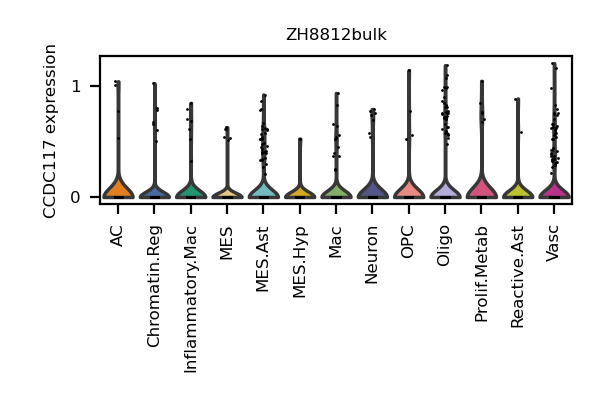 ZH8812bulk
CCDC117 expression
1
0
AC
Chromatin.Reg
Inflammatory.Mac
MES
MES.Ast
MES.Hyp
Mac
Neuron
OPC
Oligo
Prolif.Metab
Reactive.Ast
Vasc